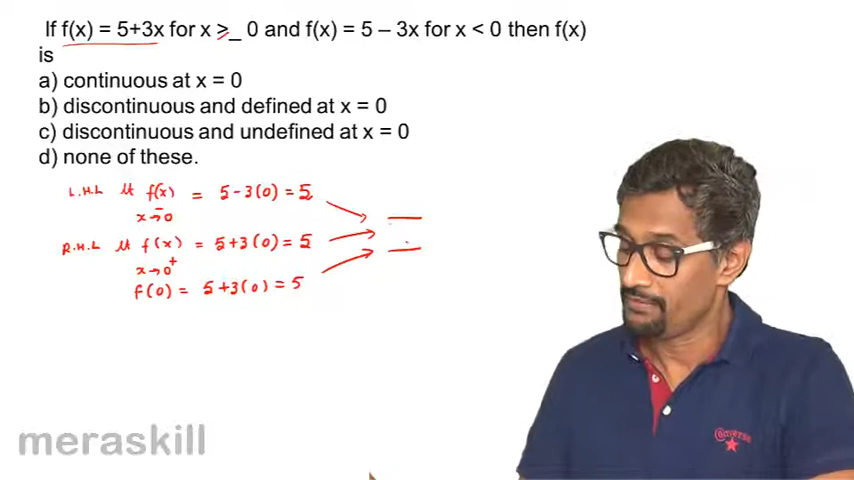 If f(x) = 5+3x for x >_ 0 and f(x) = 5 – 3x for x < 0 then f(x)
is
a) continuous at x = 0
b) discontinuous and defined at x = 0
c) discontinuous and undefined at x = 0
d) none of these.
L.H.L lt f(x) = 5-3(0) = 5
x→0-
R.H.L lt f(x) = 5+3(0) = 5
x→0+
f(0) = 5+3(0) = 5
Converse
meraskill